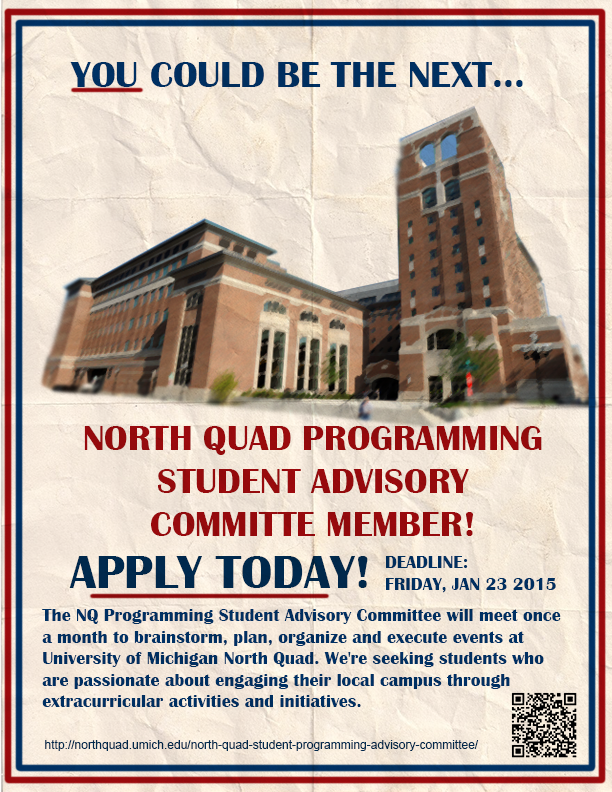 YOU COULD BE THE NEXT...
NORTH QUAD PROGRAMMING
STUDENT ADVISORY
COMMITTE MEMBER!
APPLY TODAY!
DEADLINE:
FRIDAY, JAN 23 2015
The NQ Programming Student Advisory Committee will meet once
a month to brainstorm, plan, organize and execute events at
University of Michigan North Quad. We're seeking students who
are passionate about engaging their local campus through
extracurricular activities and initiatives.
http://northquad.umich.edu/north-quad-student-programming-advisory-committee/